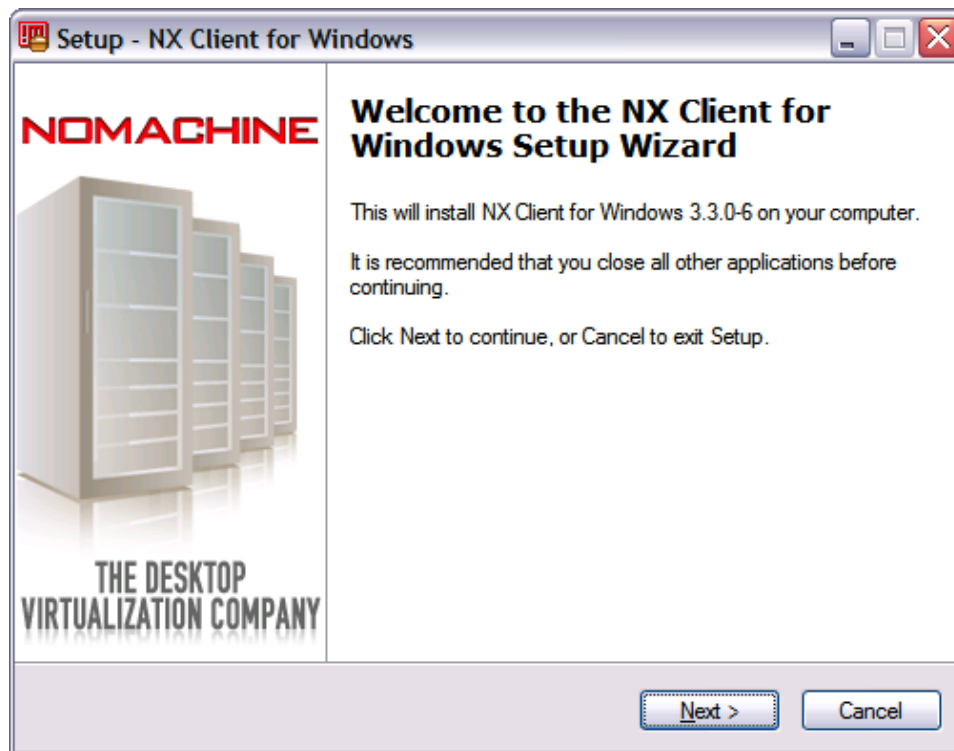 Setup - NX Client for Windows
NOMACHINE
THE DESKTOP
VIRTUALIZATION COMPANY
Welcome to the NX Client for
Windows Setup Wizard
This will install NX Client for Windows 3.3.0-6 on your computer.
It is recommended that you close all other applications before
continuing.
Click Next to continue, or Cancel to exit Setup.
Next >
Cancel